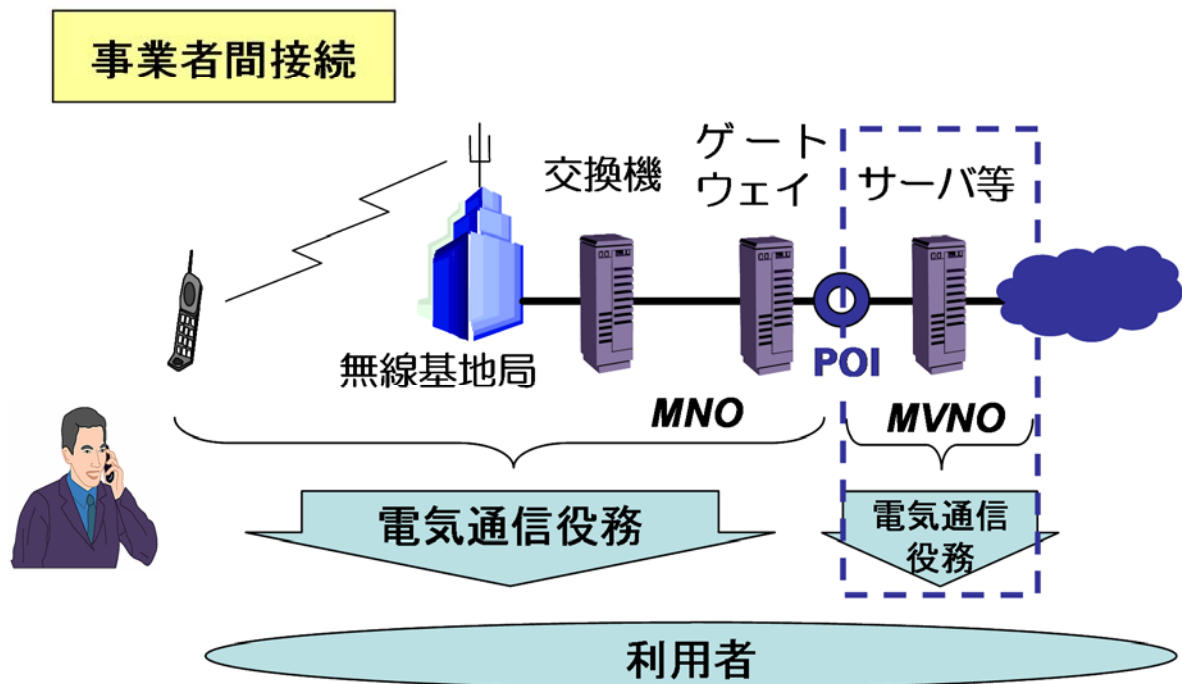 事業者間接続
ゲート
ウェイ
交換機
サーバ等
無線基地局
POI
MNO
MVNO
電気通信役務
電気通信
役務
利用者